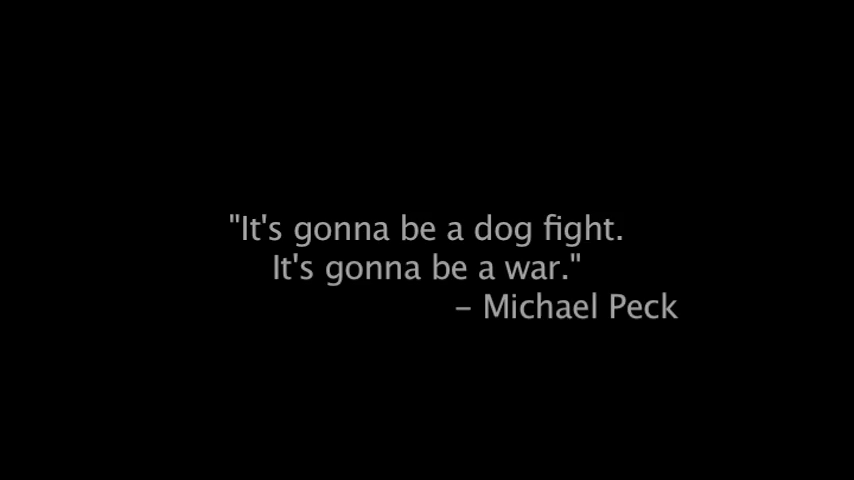 "It's gonna be a dog fight.
It's gonna be a war."
– Michael Peck